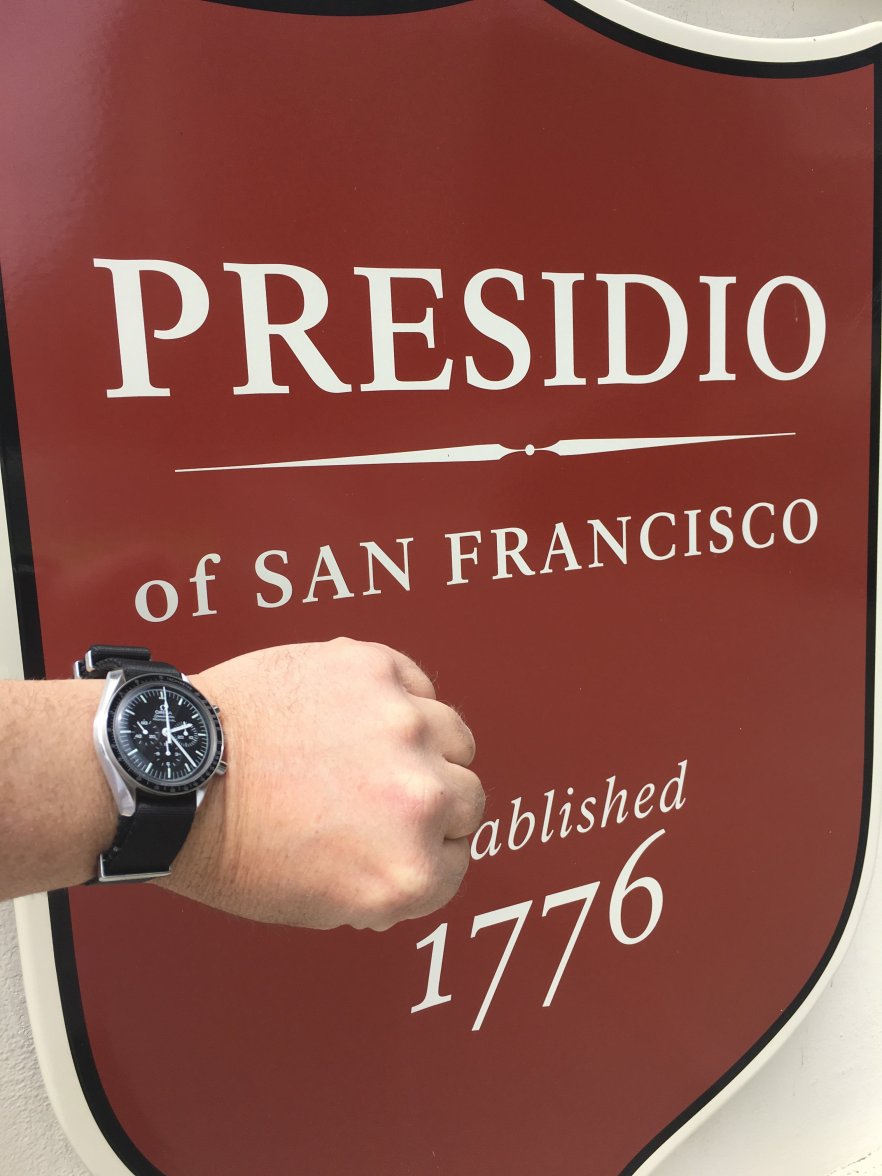 PRESIDIO
of SAN FRANCISCO
ablished
1776